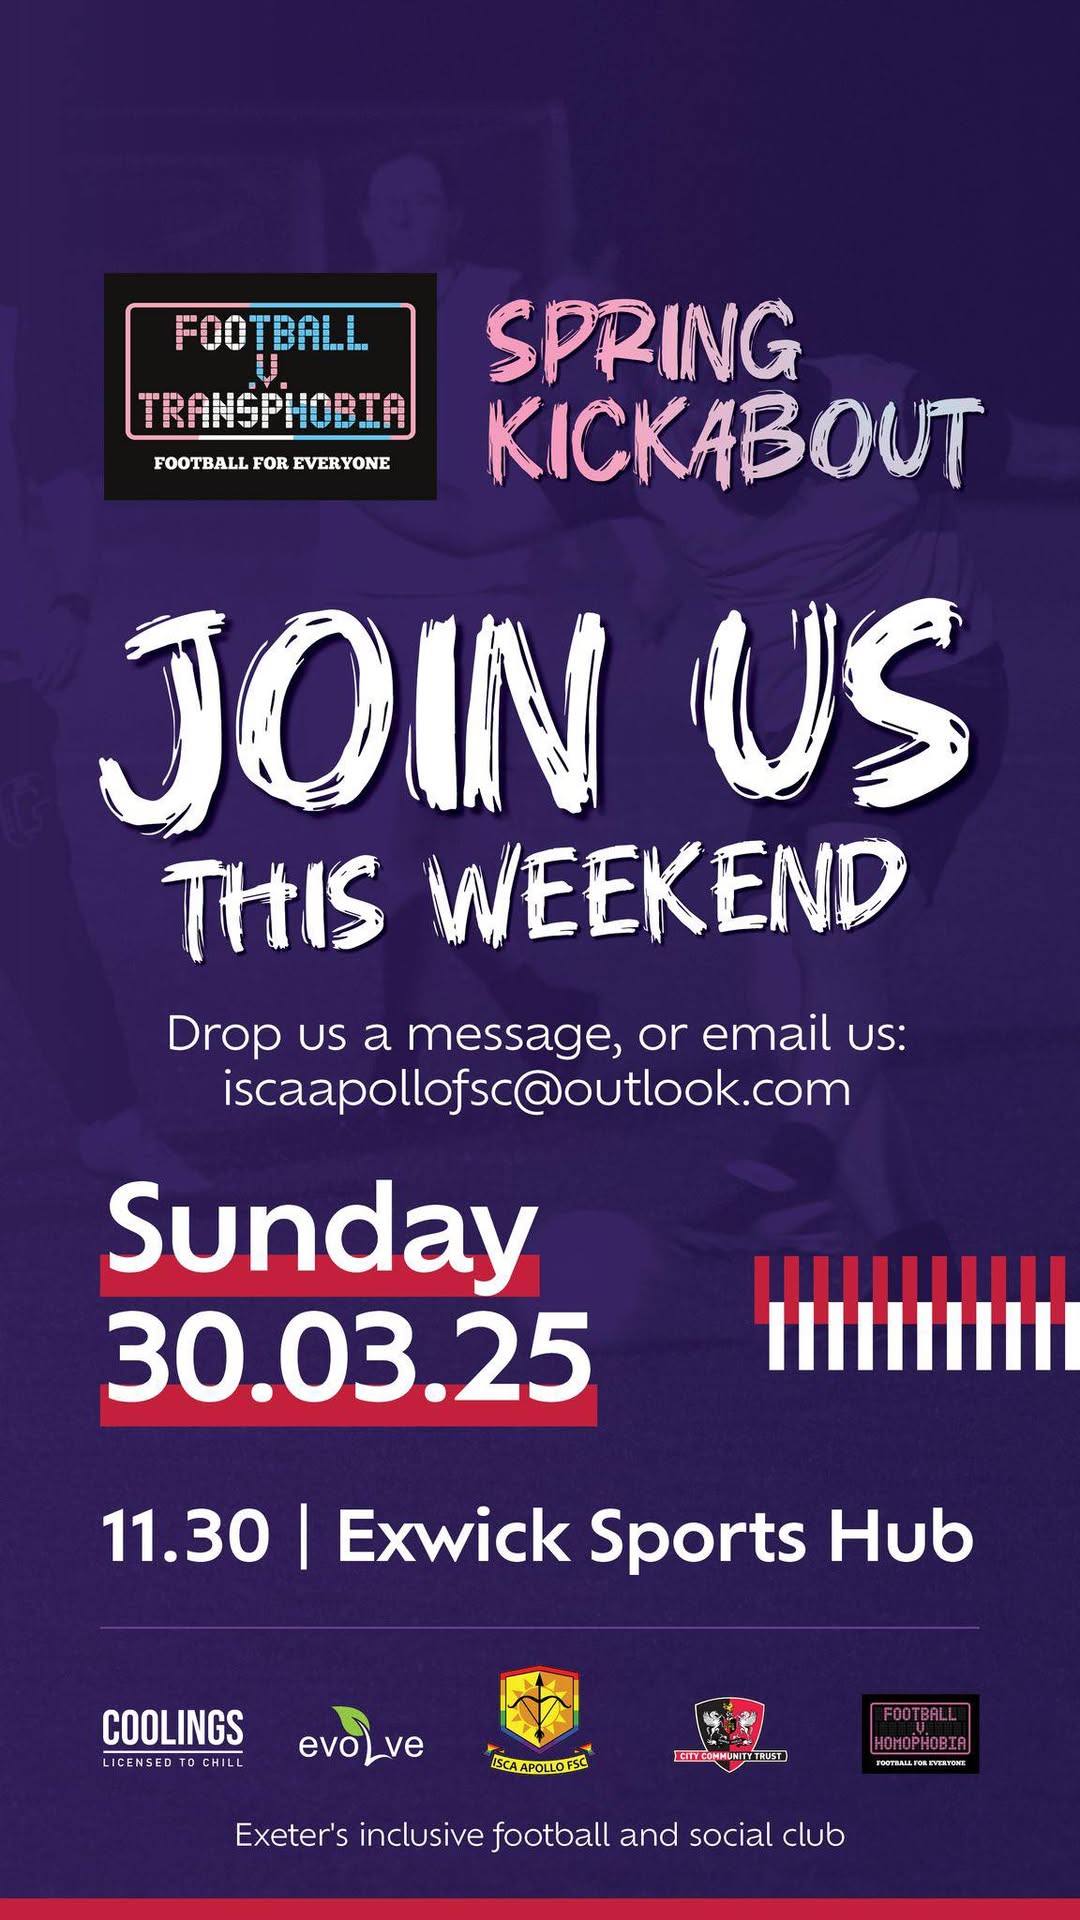 FOOTBALL
.V.
TRANSPHOBIA
FOOTBALL FOR EVERYONE
SPRING
KICKABOUT
JOIN US
THIS WEEKEND
Drop us a message, or email us:
iscaapollofsc@outlook.com
Sunday
30.03.25
11.30 | Exwick Sports Hub
COOLINGS
LICENSED TO CHILL
evolve
ISCA APOLLO FSC
CITY COMMUNITY TRUST
FOOTBALL
.V.
HOMOPHOBIA
FOOTBALL FOR EVERYONE
Exeter's inclusive football and social club